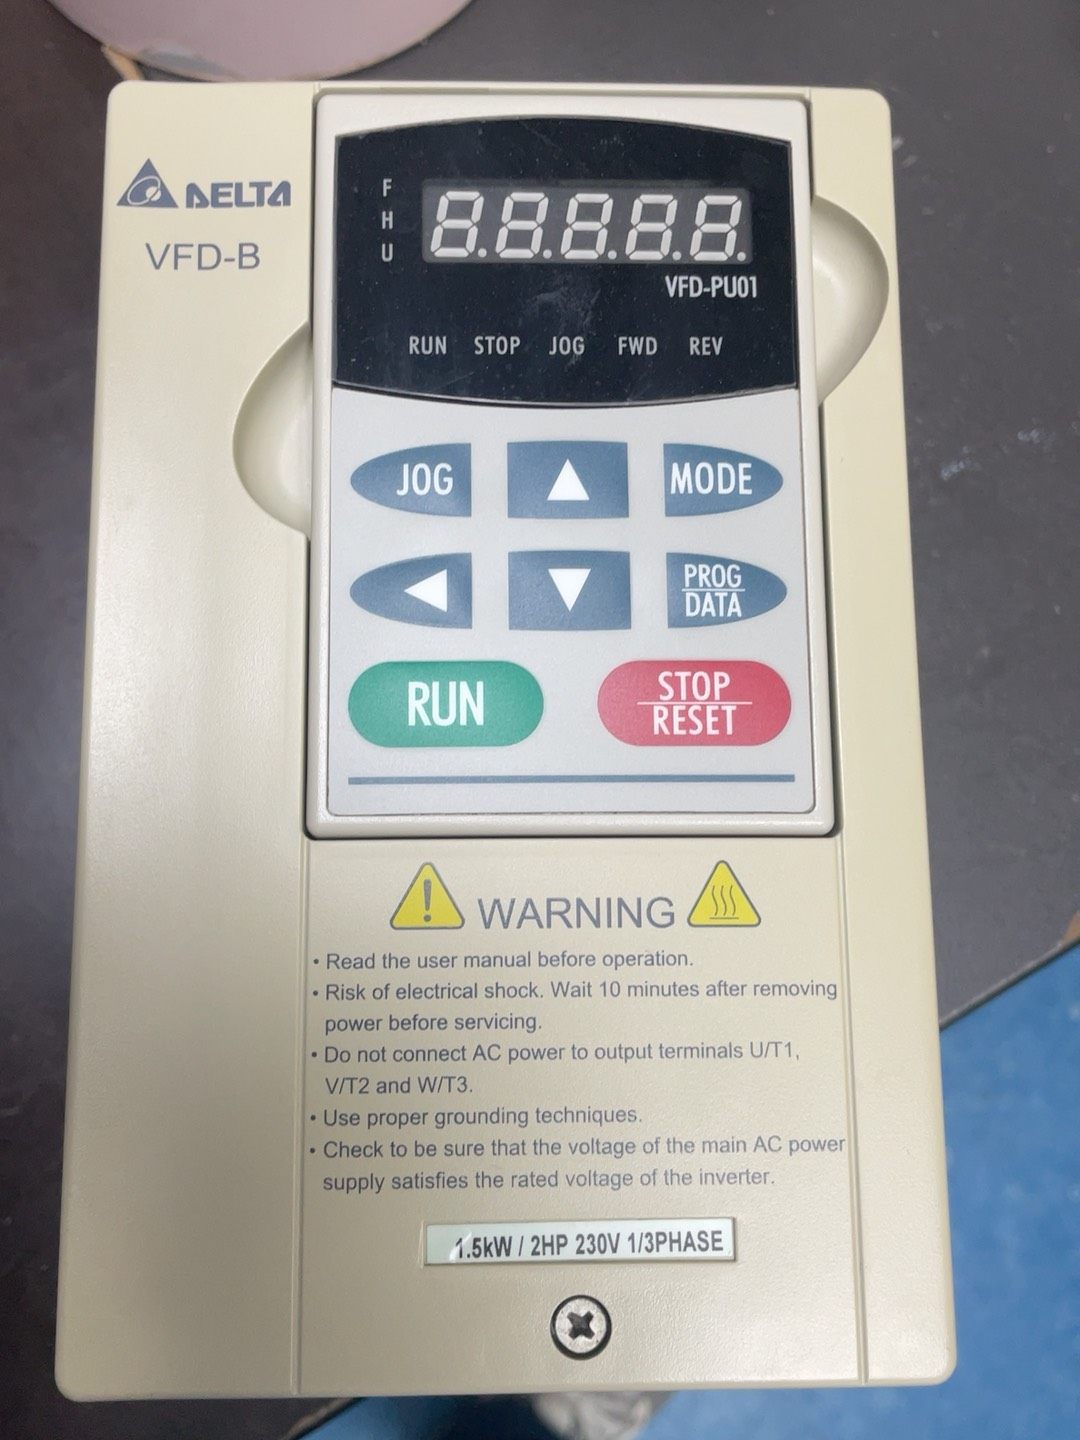 DELTA
VFD-B
F
H
U
8.8.8.8.8.
VFD-PU01
RUN STOP JOG FWD REV
JOG
MODE
PROG
DATA
RUN
STOP
RESET
WARNING
• Read the user manual before operation.
• Risk of electrical shock. Wait 10 minutes after removing
power before servicing.
• Do not connect AC power to output terminals U/T1,
V/T2 and W/T3.
• Use proper grounding techniques.
• Check to be sure that the voltage of the main AC power
supply satisfies the rated voltage of the inverter.
1.5kW / 2HP 230V 1/3PHASE